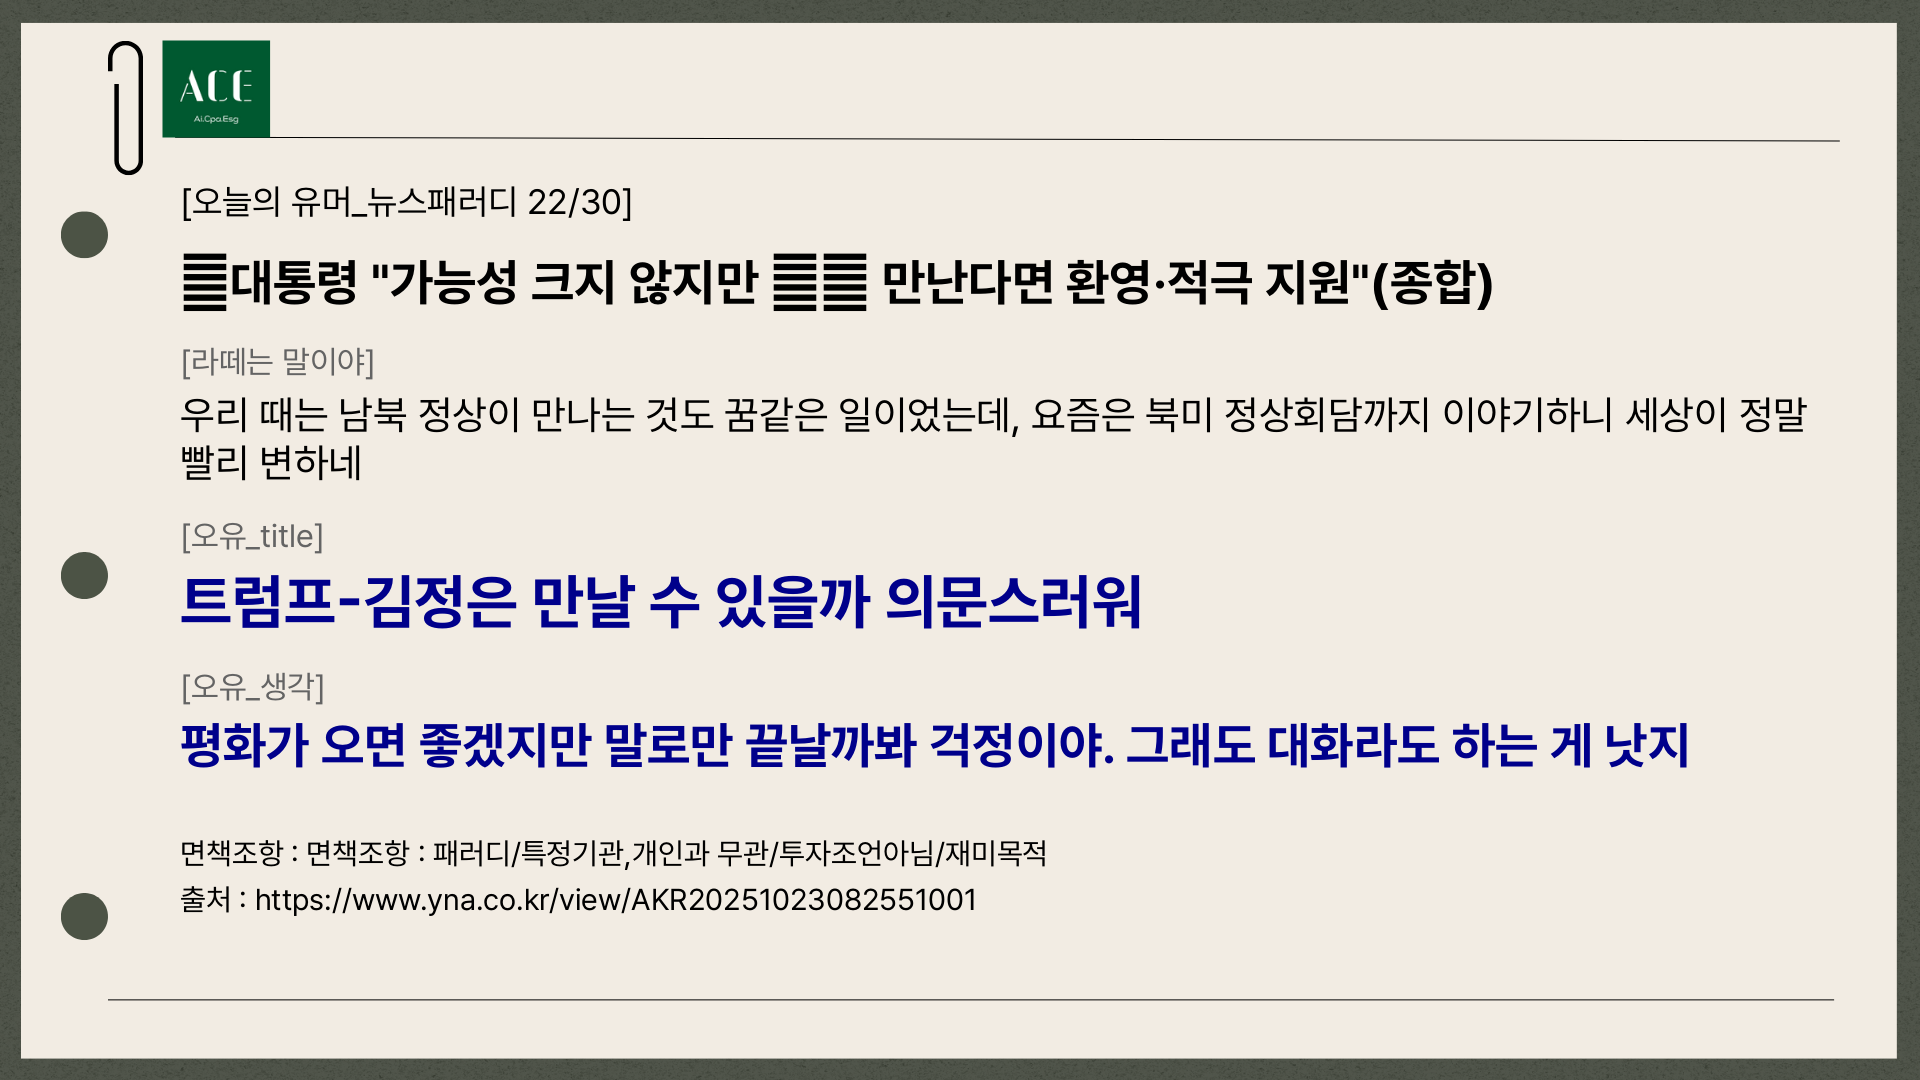 ACE
Ai.Cpa.Esg
[오늘의 유머_뉴스패러디 22/30]
대통령 "가능성 크지 않지만 만난다면 환영·적극 지원"(종합)
[라떼는 말이야]
우리 때는 남북 정상이 만나는 것도 꿈같은 일이었는데, 요즘은 북미 정상회담까지 이야기하니 세상이 정말
빨리 변하네
[오유_title]
트럼프-김정은 만날 수 있을까 의문스러워
[오유_생각]
평화가 오면 좋겠지만 말로만 끝날까봐 걱정이야. 그래도 대화라도 하는 게 낫지
면책조항 : 면책조항 : 패러디/특정기관,개인과 무관/투자조언아님/재미목적
출처 : https://www.yna.co.kr/view/AKR20251023082551001